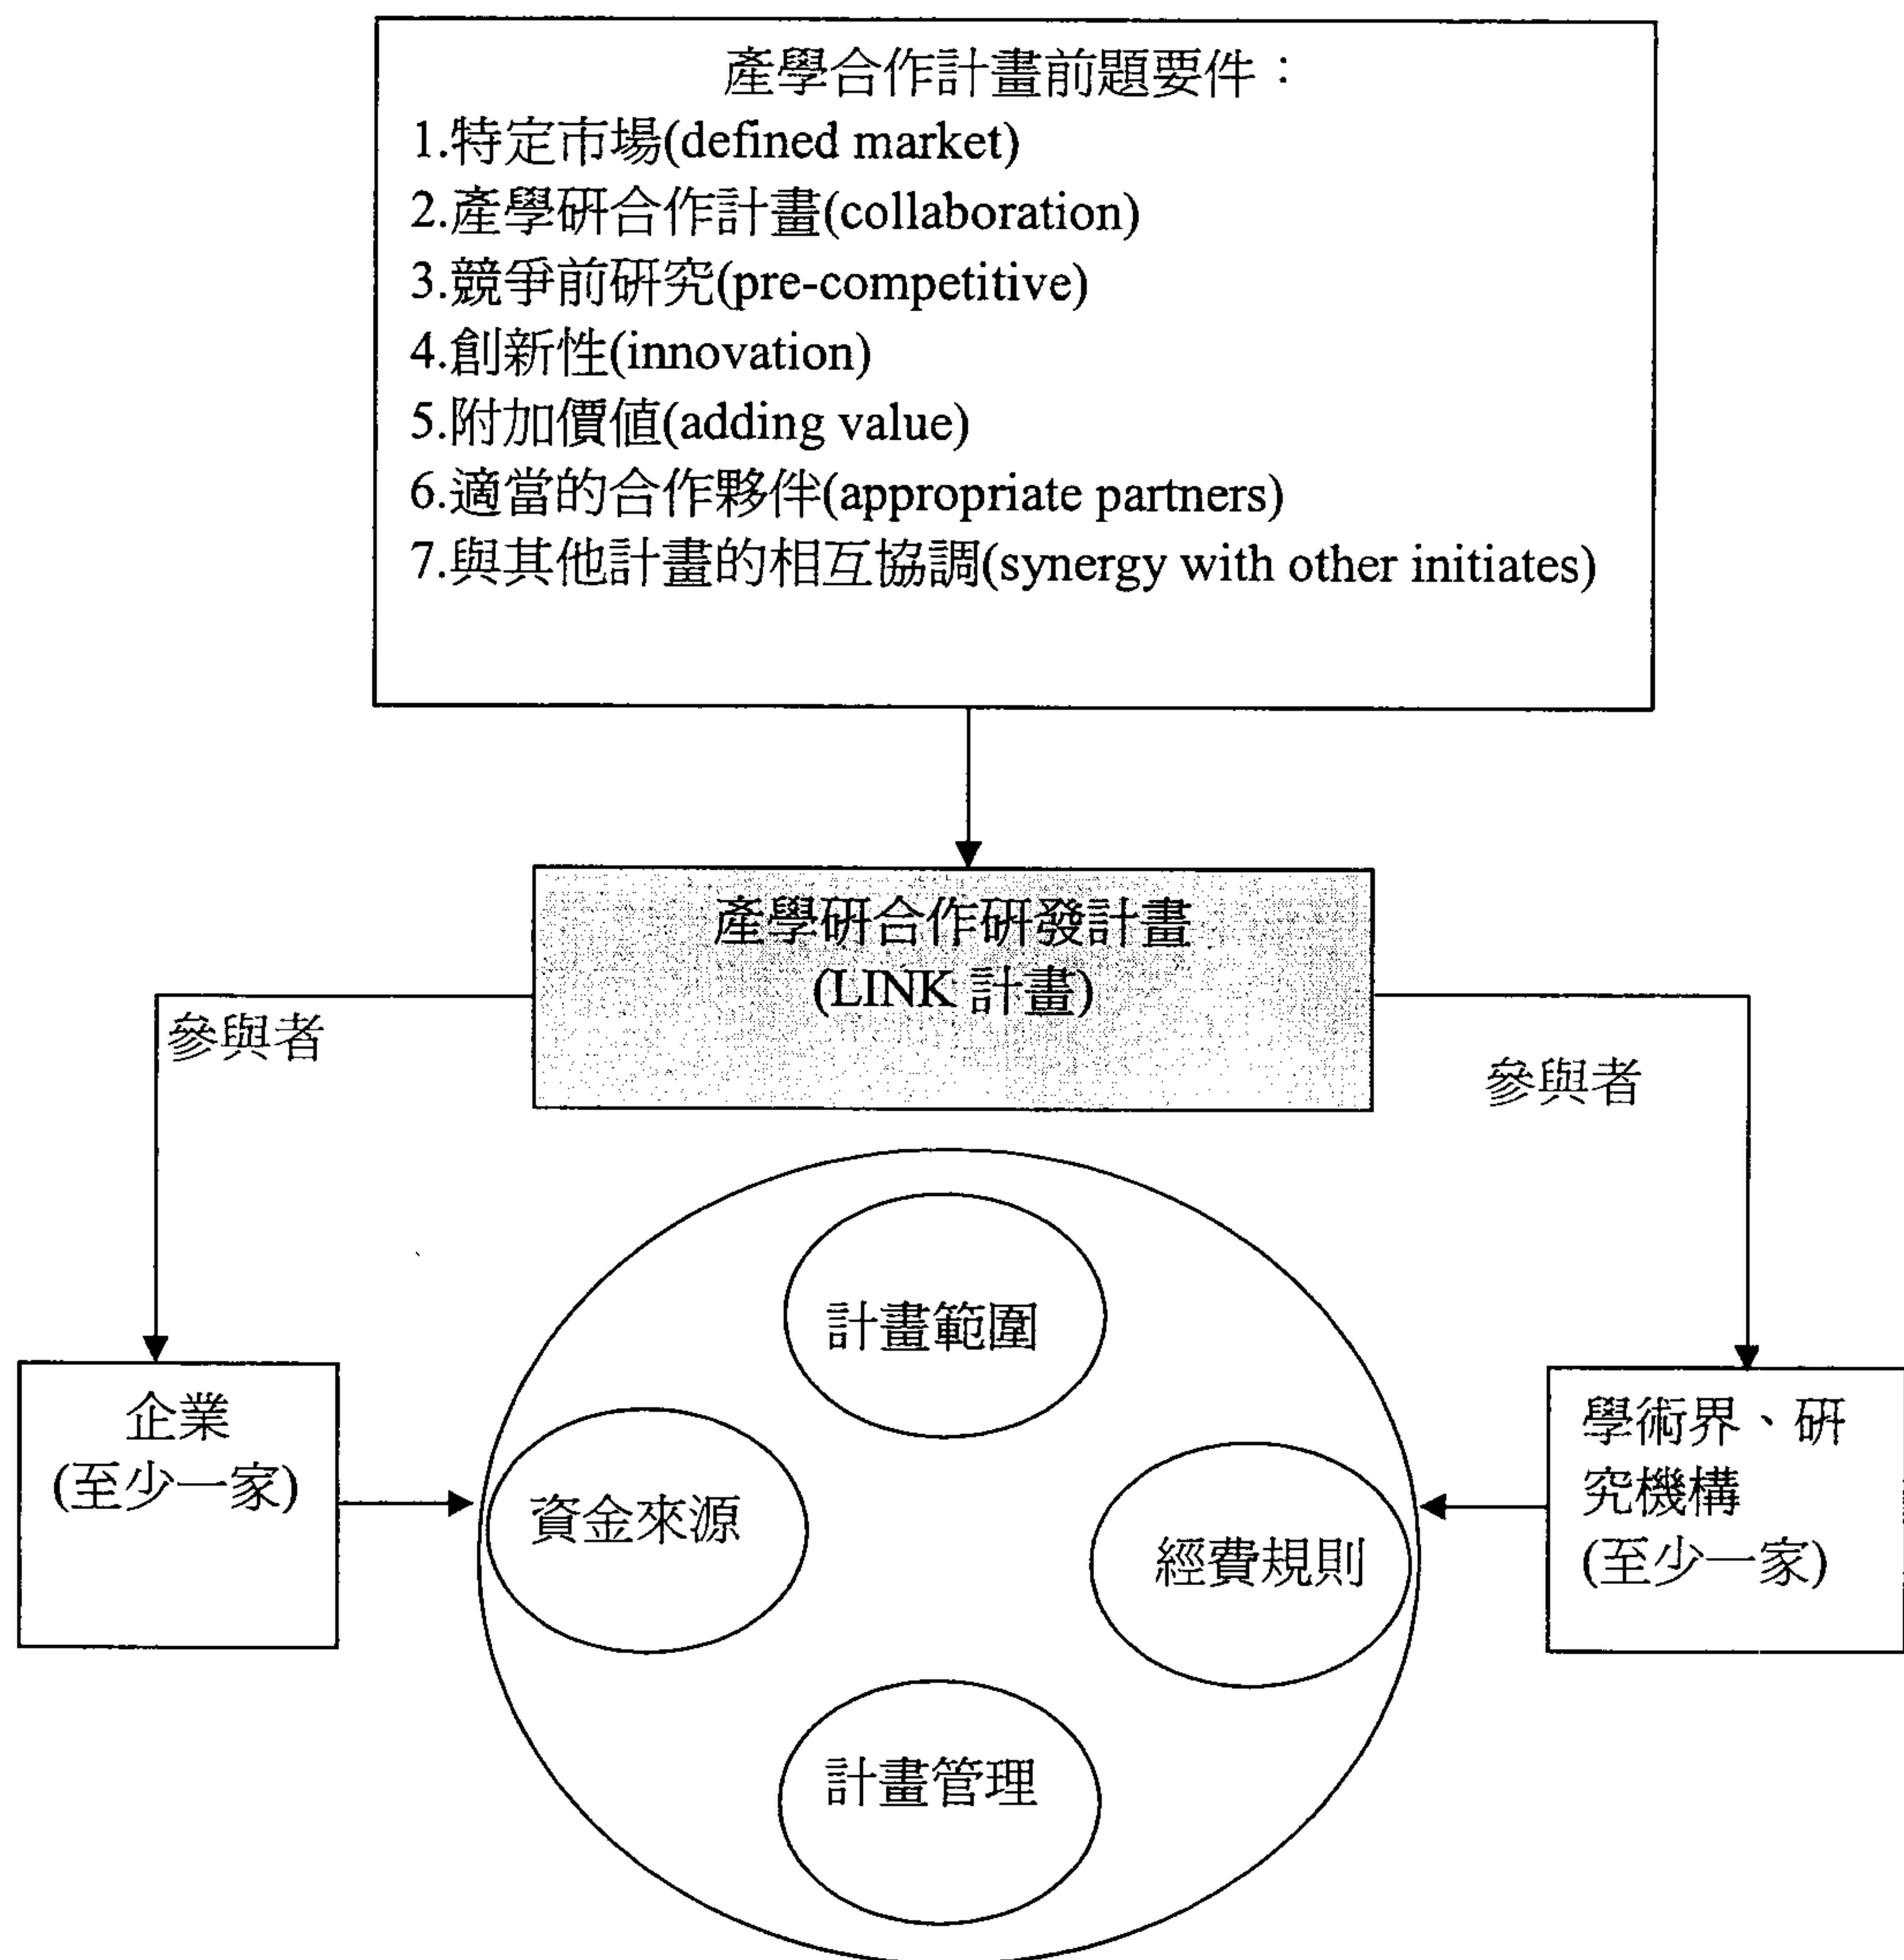 產學合作計畫前題要件：
1.特定市場(defined market)
2.產學研合作計畫(collaboration)
3.競爭前研究(pre-competitive)
4.創新性(innovation)
5.附加價值(adding value)
6.適當的合作夥伴(appropriate partners)
7.與其他計畫的相互協調(synergy with other initiates)
產學研合作研發計畫
(LINK 計畫)
參與者
參與者
計畫範圍
企業
(至少一家)
學術界、研
究機構
(至少一家)
資金來源
經費規則
計畫管理